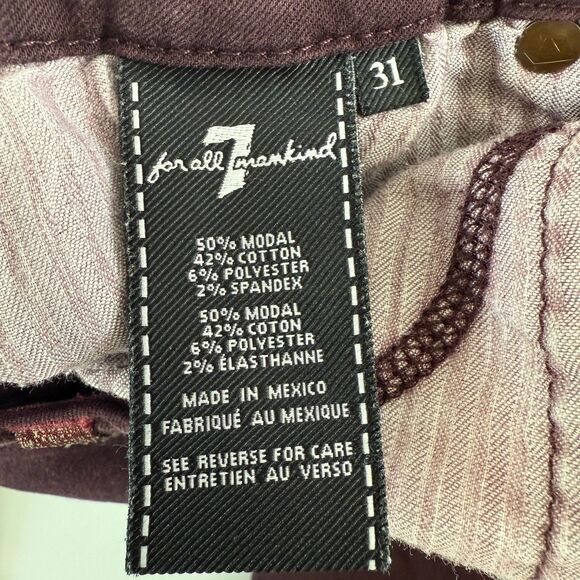 31
for all 7 mankind
50% MODAL
42% COTTON
6% POLYESTER
2% SPANDEX
50% MODAL
42% COTON
6% POLYESTER
2% ÉLASTHANNE
MADE IN MEXICO
FABRIQUÉ AU MEXIQUE
SEE REVERSE FOR CARE
ENTRETIEN AU VERSO